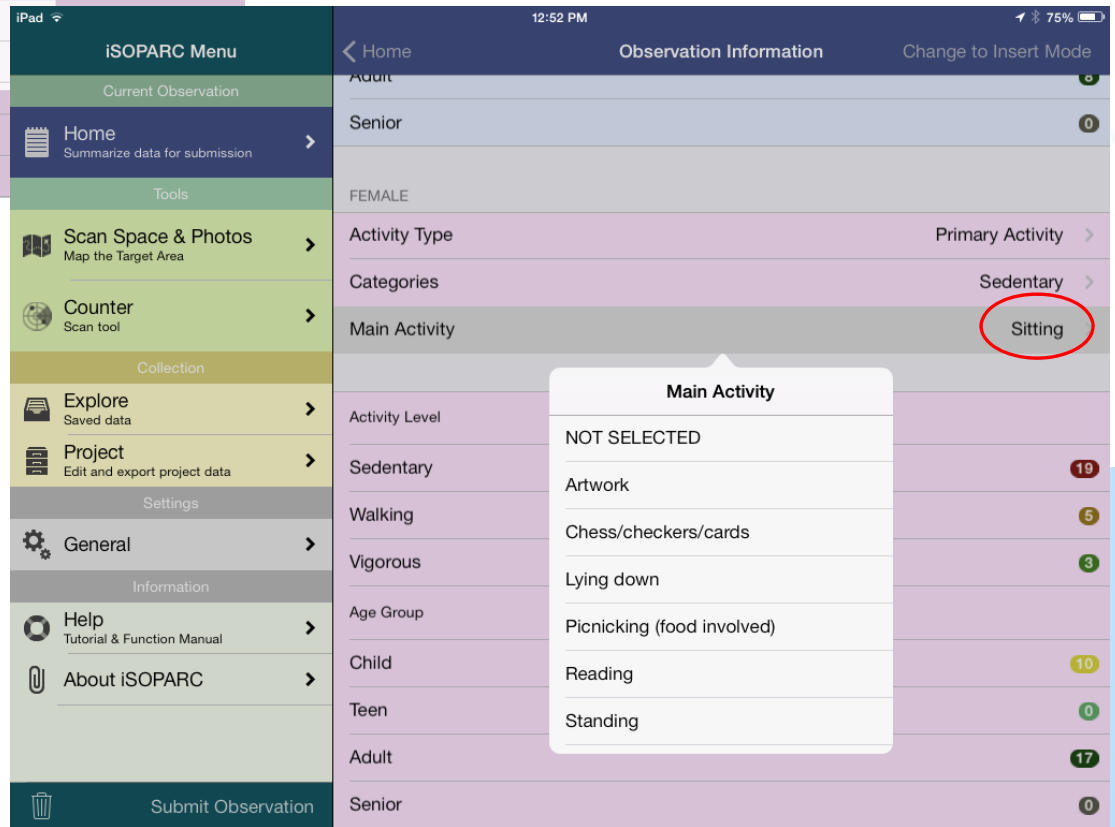 iPad 12:52 PM 75%
iSOPARC Menu
Current Observation
Home
Summarize data for submission
Tools
Scan Space & Photos
Map the Target Area
Counter
Scan tool
Collection
Explore
Saved data
Project
Edit and export project data
Settings
General
Information
Help
Tutorial & Function Manual
About iSOPARC
Submit Observation
Home Observation Information Change to Insert Mode
Adult 8
Senior 0
FEMALE
Activity Type Primary Activity
Categories Sedentary
Main Activity Sitting
Main Activity
NOT SELECTED
Artwork
Chess/checkers/cards
Lying down
Picnicking (food involved)
Reading
Standing
Activity Level
Sedentary 19
Walking 5
Vigorous 3
Age Group
Child 10
Teen 0
Adult 17
Senior 0